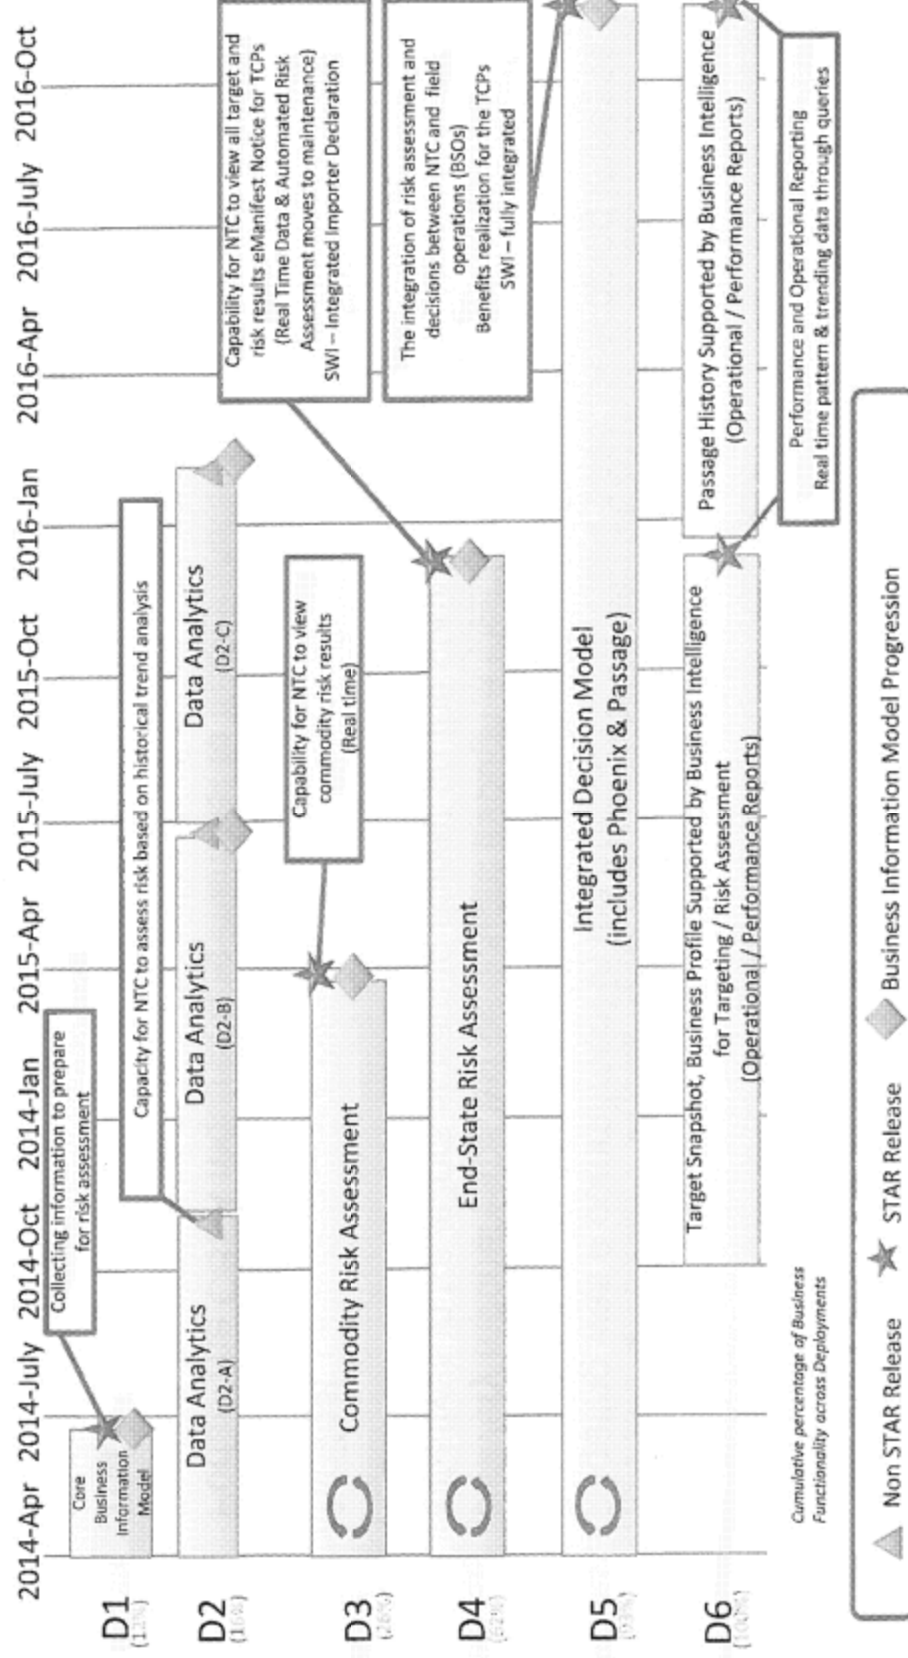 2014-Apr 2014-July 2014-Oct 2014-Jan 2015-Apr 2015-July 2015-Oct 2016-Jan 2016-Apr 2016-July 2016-Oct
D1
Core
Business
Information
Model
Collecting information to prepare
for risk assessment
Capacity for NTC to assess risk based on historical trend analysis
D2
Data Analytics
(D2-A)
Data Analytics
(D2-B)
Data Analytics
(D2-C)
Capability for NTC to view all target and
risk results eManifest Notice for TCPs
(Real Time Data & Automated Risk
Assessment moves to maintenance)
SWI – Integrated Importer Declaration
D3
Commodity Risk Assessment
Capability for NTC to view
commodity risk results
(Real time)
The integration of risk assessment and
decisions between NTC and field
operations (BSOs)
Benefits realization for the TCPs
SWI – fully integrated
D4
End-State Risk Assessment
D5
Integrated Decision Model
(includes Phoenix & Passage)
D6
(100%)
Target Snapshot, Business Profile Supported by Business Intelligence
for Targeting / Risk Assessment
(Operational / Performance Reports)
Passage History Supported by Business Intelligence
(Operational / Performance Reports)
Performance and Operational Reporting
Real time pattern & trending data through queries
Cumulative percentage of Business
Functionality across Deployments
Non STAR Release STAR Release Business Information Model Progression